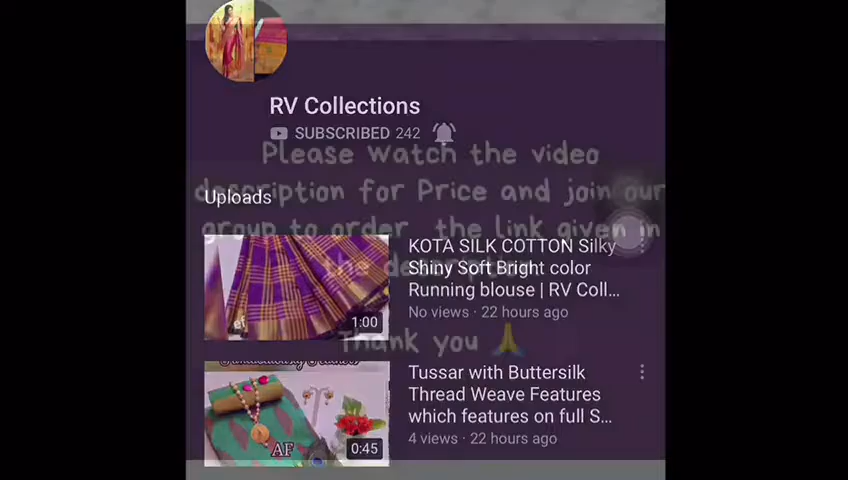 RV Collections
SUBSCRIBED 242
Please watch the video
description for Price and join our
group to order the link given in
the description
Thank you 🙏
Uploads
KOTA SILK COTTON Silky
Shiny Soft Bright color
Running blouse | RV Coll...
No views · 22 hours ago
1:00
Tussar with Buttersilk
Thread Weave Features
which features on full S...
4 views · 22 hours ago
AF
0:45